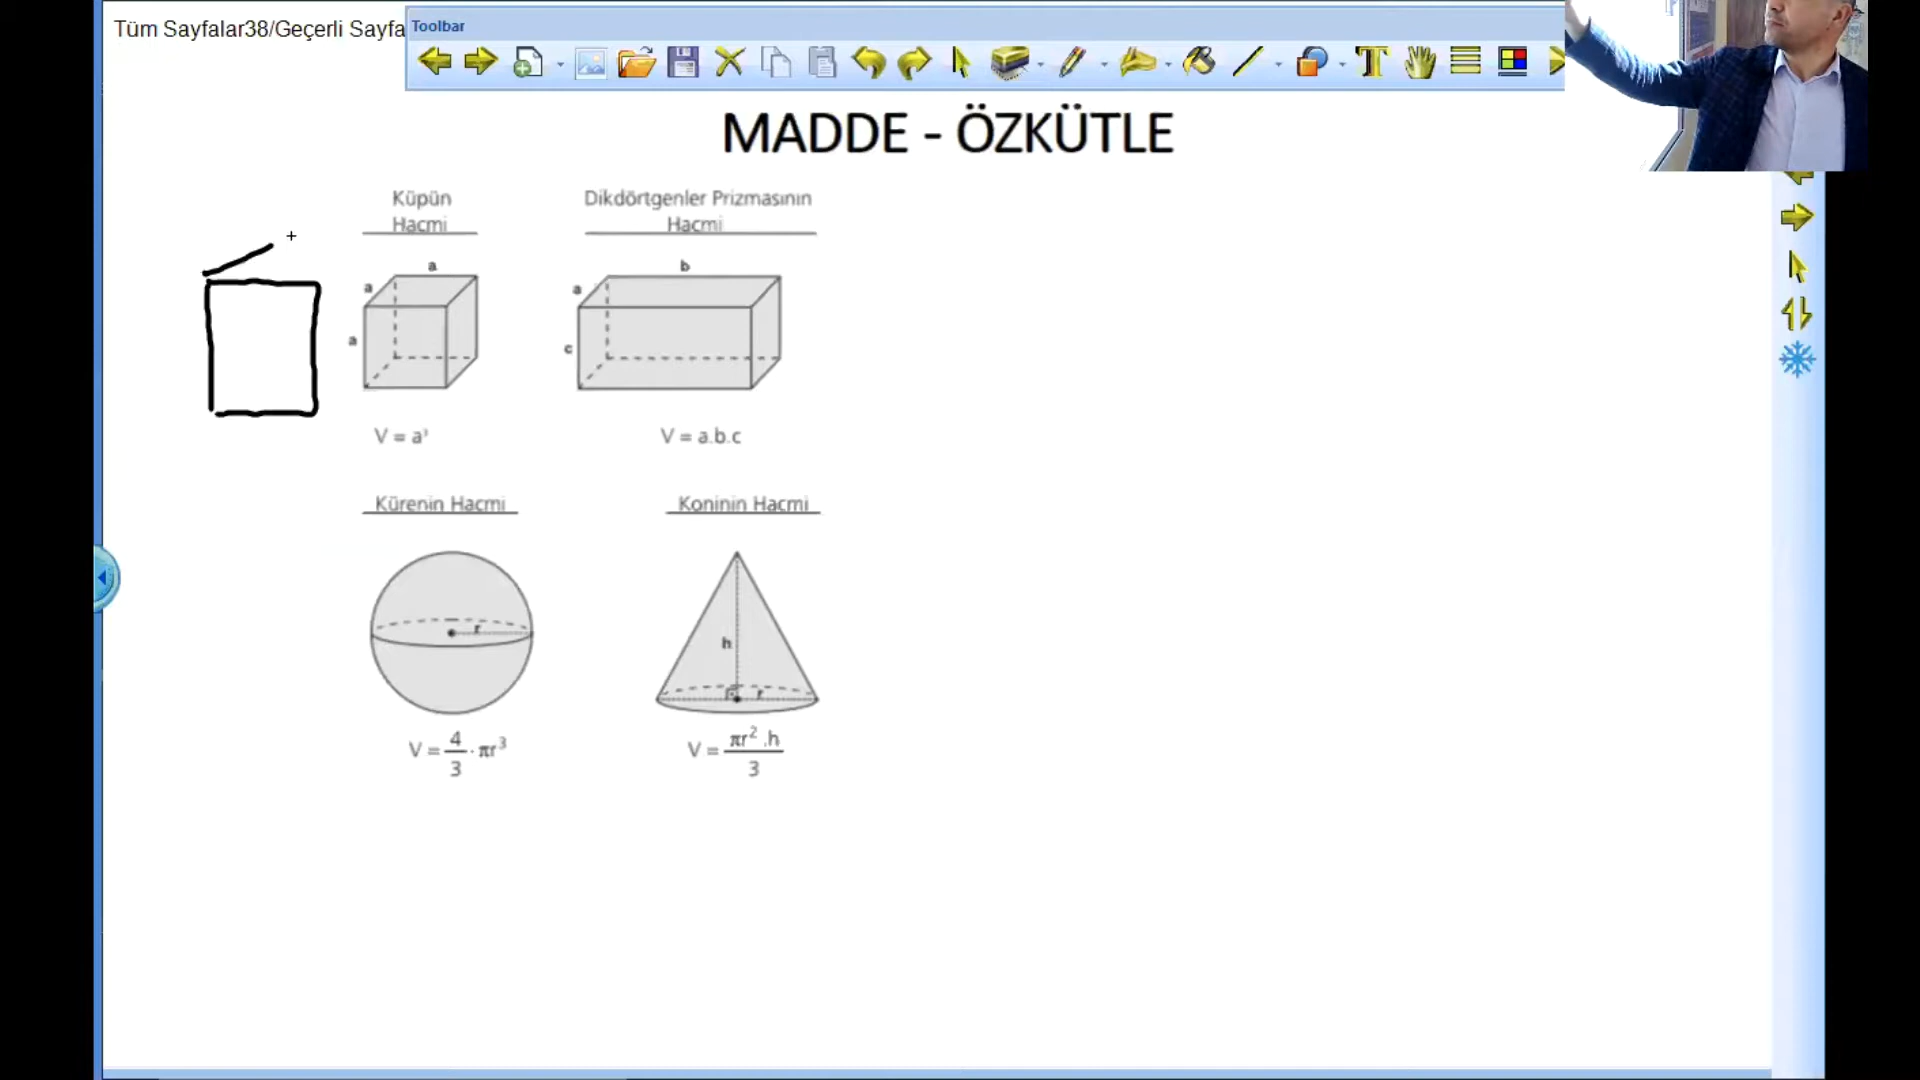 Tüm Sayfalar38/Geçerli Sayfa
Toolbar
MADDE - ÖZKÜTLE
Küpün
Hacmi
Dikdörtgenler Prizmasının
Hacmi
a
a
a
b
a
c
V = a³
V = a.b.c
Kürenin Hacmi
Koninin Hacmi
r
h
r
V = 4/3 · πr³
V = πr² .h/3